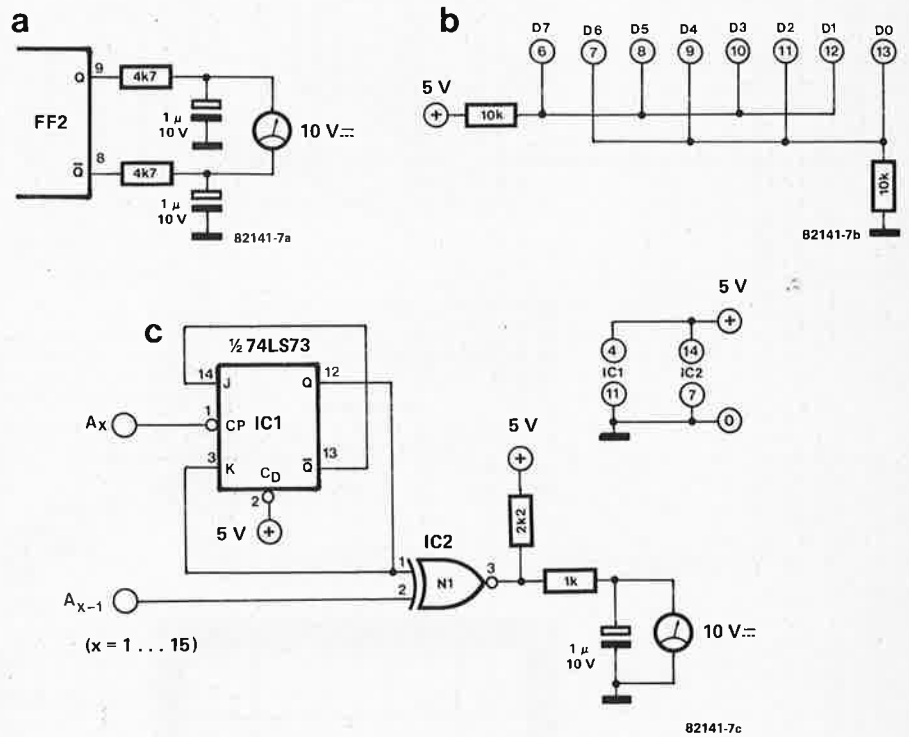 a
Q
9
4k7
1 µ
10 V
FF2
10 V⎓
Q̅
8
4k7
1 µ
10 V
82141-7a
b
D7 D6 D5 D4 D3 D2 D1 D0
6 7 8 9 10 11 12 13
5 V
+
10k
10k
82141-7b
c
½ 74LS73
14 J Q 12
Ax 1 CP IC1
3 K CD Q̅ 13
2
5 V +
5 V
+
4 14
IC1 IC2
11 7
0
5 V
+
2k2
IC2
1
N1 3
2
1k
Ax−1
(x = 1 . . . 15)
1 µ
10 V
10 V⎓
82141-7c